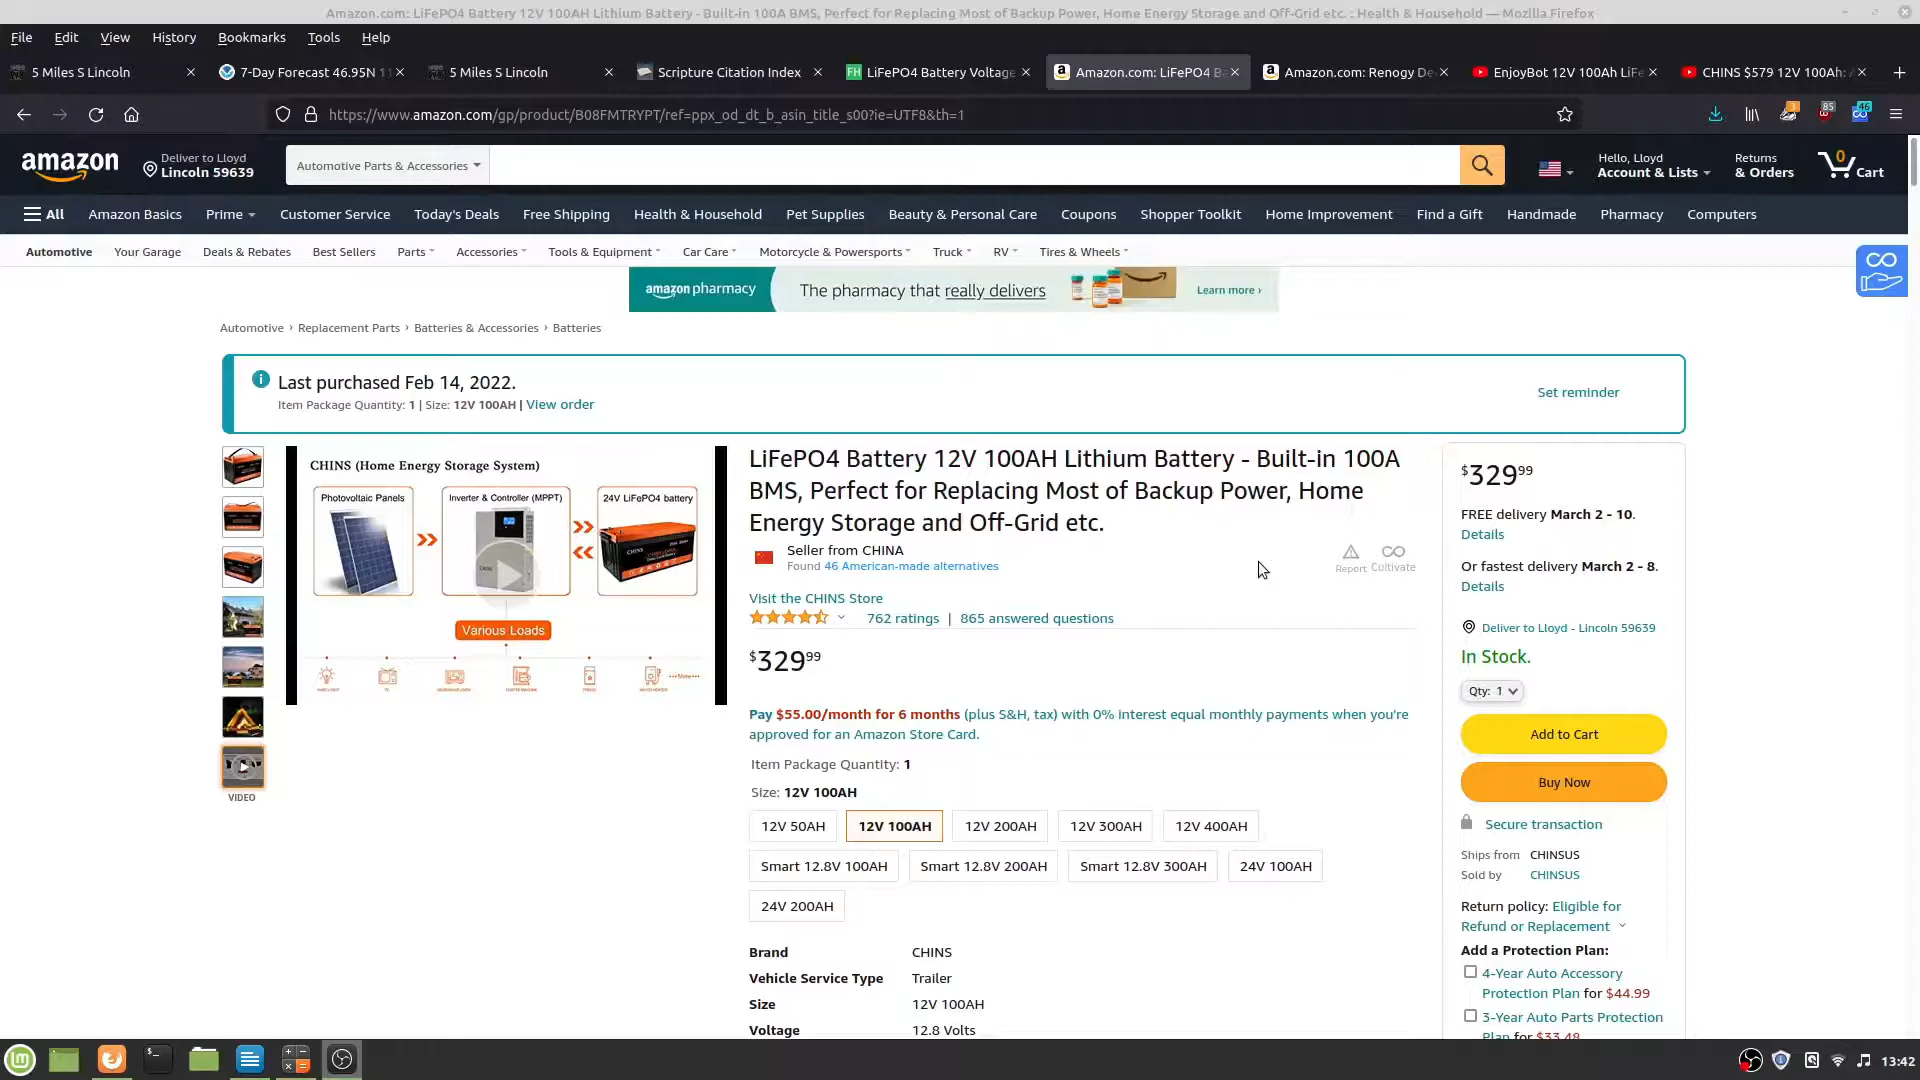 Amazon.com: LiFePO4 Battery 12V 100AH Lithium Battery - Built-in 100A BMS, Perfect for Replacing Most of Backup Power, Home Energy Storage and Off-Grid etc. : Health & Household — Mozilla Firefox
File Edit View History Bookmarks Tools Help
5 Miles S Lincoln
7-Day Forecast 46.95N 11
5 Miles S Lincoln
Scripture Citation Index
FH LiFePO4 Battery Voltage
Amazon.com: LiFePO4 B
Amazon.com: Renogy De
EnjoyBot 12V 100Ah LiFe
CHINS $579 12V 100Ah:
https://www.amazon.com/gp/product/B08FMTRYPT/ref=ppx_od_dt_b_asin_title_s00?ie=UTF8&th=1
3 85 46
amazon
Deliver to Lloyd
Lincoln 59639
Automotive Parts & Accessories
Hello, Lloyd
Account & Lists
Returns
& Orders
0
Cart
All Amazon Basics Prime Customer Service Today's Deals Free Shipping Health & Household Pet Supplies Beauty & Personal Care Coupons Shopper Toolkit Home Improvement Find a Gift Handmade Pharmacy Computers
Automotive Your Garage Deals & Rebates Best Sellers Parts Accessories Tools & Equipment Car Care Motorcycle & Powersports Truck RV Tires & Wheels
amazon pharmacy The pharmacy that really delivers Learn more ›
Automotive › Replacement Parts › Batteries & Accessories › Batteries
Last purchased Feb 14, 2022.
Item Package Quantity: 1 | Size: 12V 100AH | View order
Set reminder
CHINS (Home Energy Storage System)
Photovoltaic Panels
Inverter & Controller (MPPT)
24V LiFePO4 battery
CHINS
Various Loads
TV
···More···
VIDEO
LiFePO4 Battery 12V 100AH Lithium Battery - Built-in 100A
BMS, Perfect for Replacing Most of Backup Power, Home
Energy Storage and Off-Grid etc.
Seller from CHINA
Found 46 American-made alternatives
Report Cultivate
Visit the CHINS Store
762 ratings | 865 answered questions
$329 99
Pay $55.00/month for 6 months (plus S&H, tax) with 0% interest equal monthly payments when you're
approved for an Amazon Store Card.
Item Package Quantity: 1
Size: 12V 100AH
12V 50AH 12V 100AH 12V 200AH 12V 300AH 12V 400AH
Smart 12.8V 100AH Smart 12.8V 200AH Smart 12.8V 300AH 24V 100AH
24V 200AH
Brand CHINS
Vehicle Service Type Trailer
Size 12V 100AH
Voltage 12.8 Volts
$329 99
FREE delivery March 2 - 10.
Details
Or fastest delivery March 2 - 8.
Details
Deliver to Lloyd - Lincoln 59639
In Stock.
Qty: 1
Add to Cart
Buy Now
Secure transaction
Ships from CHINSUS
Sold by CHINSUS
Return policy: Eligible for
Refund or Replacement
Add a Protection Plan:
4-Year Auto Accessory
Protection Plan for $44.99
3-Year Auto Parts Protection
Plan for $33.48
13:42